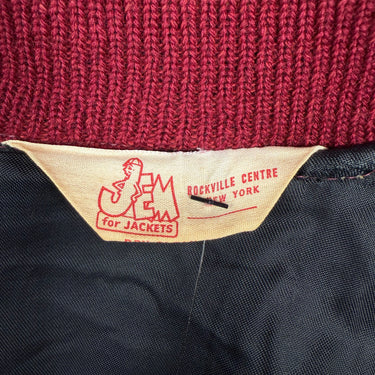 JEM
for JACKETS
ROCKVILLE CENTRE
NEW YORK